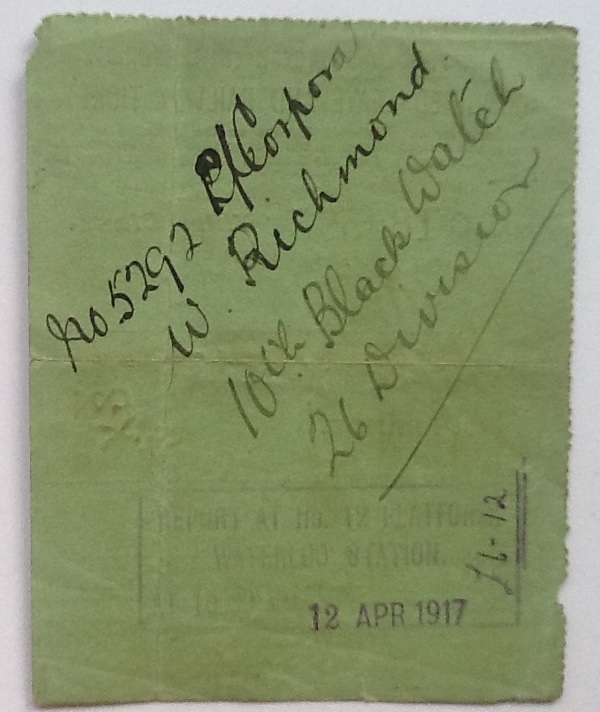 No 5292 L/Corporal
W. Richmond
10th Black Watch
26 Division
£6-12
REPORT AT NO. 12 PLATFORM
WATERLOO STATION.
12 APR 1917